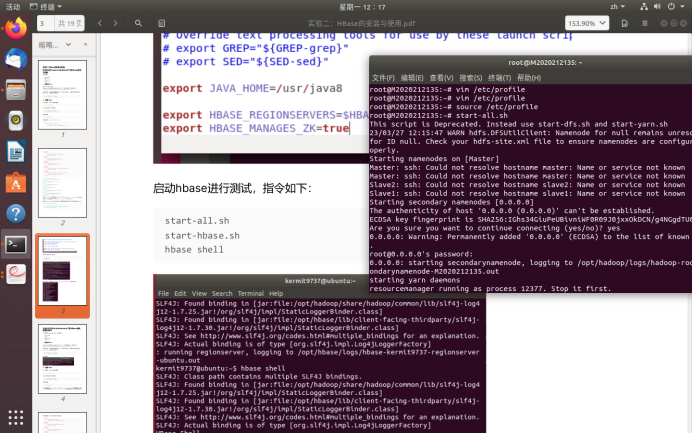 活动
终端
星期一 12：17
zh
3
共 19 页
实验二：HBase的安装与使用.pdf
153.90%
缩略...
1
2
3
4
# Override text processing tools for use by these launch scrip
# export GREP="${GREP-grep}"
# export SED="${SED-sed}"
export JAVA_HOME=/usr/java8
export HBASE_REGIONSERVERS=$HBA
export HBASE_MANAGES_ZK=true
启动hbase进行测试，指令如下：
start-all.sh
start-hbase.sh
hbase shell
kermit9737@ubuntu: ~
File Edit View Search Terminal Help
SLF4J: Found binding in [jar:file:/opt/hadoop/share/hadoop/common/lib/slf4j-log4
j12-1.7.25.jar!/org/slf4j/impl/StaticLoggerBinder.class]
SLF4J: Found binding in [jar:file:/opt/hbase/lib/client-facing-thirdparty/slf4j-
log4j12-1.7.30.jar!/org/slf4j/impl/StaticLoggerBinder.class]
SLF4J: See http://www.slf4j.org/codes.html#multiple_bindings for an explanation.
SLF4J: Actual binding is of type [org.slf4j.impl.Log4jLoggerFactory]
: running regionserver, logging to /opt/hbase/logs/hbase-kermit9737-regionserver
-ubuntu.out
kermit9737@ubuntu:~$ hbase shell
SLF4J: Class path contains multiple SLF4J bindings.
SLF4J: Found binding in [jar:file:/opt/hadoop/share/hadoop/common/lib/slf4j-log4
j12-1.7.25.jar!/org/slf4j/impl/StaticLoggerBinder.class]
SLF4J: Found binding in [jar:file:/opt/hbase/lib/client-facing-thirdparty/slf4j-
log4j12-1.7.30.jar!/org/slf4j/impl/StaticLoggerBinder.class]
SLF4J: See http://www.slf4j.org/codes.html#multiple_bindings for an explanation.
SLF4J: Actual binding is of type [org.slf4j.impl.Log4jLoggerFactory]
HBase Shell
root@M2020212135: ~
文件(F) 编辑(E) 查看(V) 搜索(S) 终端(T) 帮助(H)
root@M2020212135:~# vim /etc/profile
root@M2020212135:~# vim /etc/profile
root@M2020212135:~# source /etc/profile
root@M2020212135:~# start-all.sh
This script is Deprecated. Instead use start-dfs.sh and start-yarn.sh
23/03/27 12:15:47 WARN hdfs.DFSUtilClient: Namenode for null remains unreso
for ID null. Check your hdfs-site.xml file to ensure namenodes are configur
operly.
Starting namenodes on [Master]
Master: ssh: Could not resolve hostname master: Name or service not known
Master: ssh: Could not resolve hostname master: Name or service not known
Slave2: ssh: Could not resolve hostname slave2: Name or service not known
Slave1: ssh: Could not resolve hostname slave1: Name or service not known
Starting secondary namenodes [0.0.0.0]
The authenticity of host '0.0.0.0 (0.0.0.0)' can't be established.
ECDSA key fingerprint is
Are you sure you want to continue connecting (yes/no)? yes
0.0.0.0: Warning: Permanently added '0.0.0.0' (ECDSA) to the list of known
.
root@0.0.0.0's password:
0.0.0.0: starting secondarynamenode, logging to /opt/hadoop/logs/hadoop-roo
ondarynamenode-M2020212135.out
starting yarn daemons
resourcemanager running as process 12377. Stop it first.